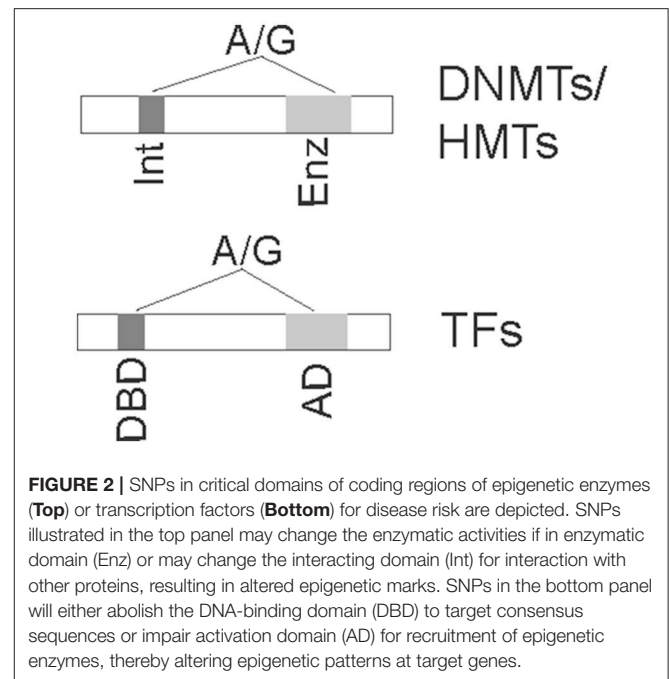 A/G
DNMTs/
HMTs
Int
Enz
A/G
TFs
DBD
AD
FIGURE 2 | SNPs in critical domains of coding regions of epigenetic enzymes
(Top) or transcription factors (Bottom) for disease risk are depicted. SNPs
illustrated in the top panel may change the enzymatic activities if in enzymatic
domain (Enz) or may change the interacting domain (Int) for interaction with
other proteins, resulting in altered epigenetic marks. SNPs in the bottom panel
will either abolish the DNA-binding domain (DBD) to target consensus
sequences or impair activation domain (AD) for recruitment of epigenetic
enzymes, thereby altering epigenetic patterns at target genes.